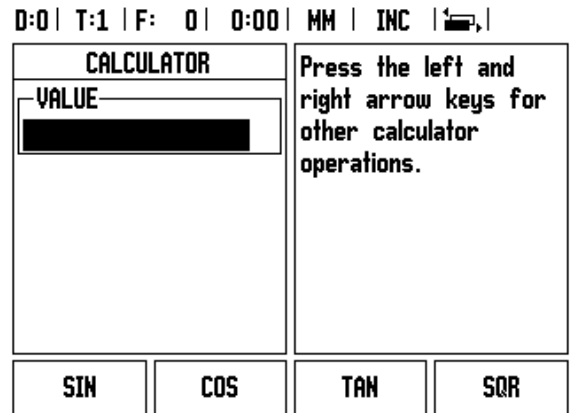 D:0 | T:1 | F: 0 | 0:00 | MM | INC |
CALCULATOR
VALUE
Press the left and
right arrow keys for
other calculator
operations.
SIN COS TAN SQR